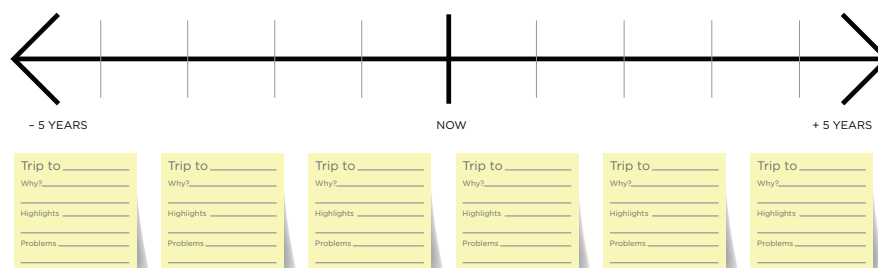 – 5 YEARS NOW + 5 YEARS
Trip to Trip to Trip to Trip to Trip to Trip to
Why? Why? Why? Why? Why? Why?
Highlights Highlights Highlights Highlights Highlights Highlights
Problems Problems Problems Problems Problems Problems